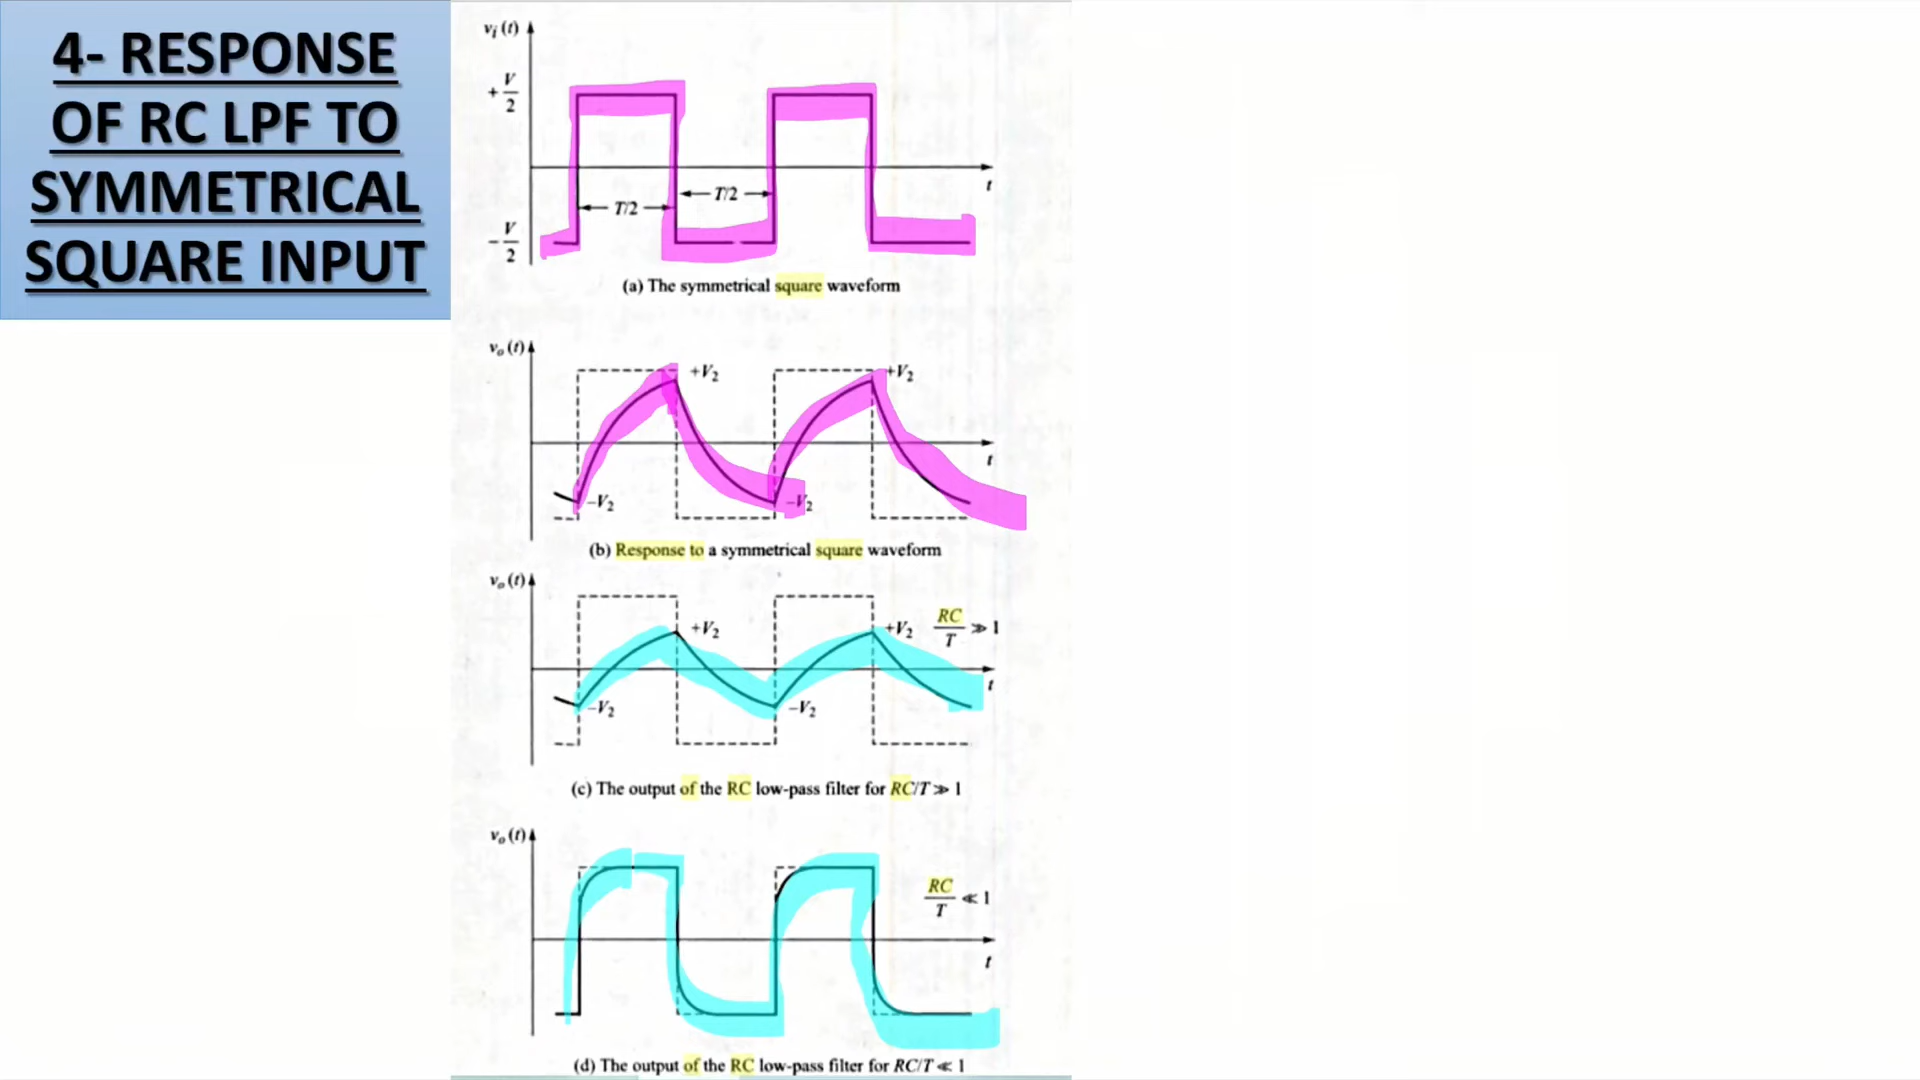 4- RESPONSE
OF RC LPF TO
SYMMETRICAL
SQUARE INPUT
vi (t)
+ V/2
T/2
T/2
t
− V/2
(a) The symmetrical square waveform
vo (t)
+V2
+V2
t
−V2
−V2
(b) Response to a symmetrical square waveform
vo (t)
+V2
+V2
RC/T ≫ 1
t
−V2
−V2
(c) The output of the RC low-pass filter for RC/T ≫ 1
vo (t)
RC/T ≪ 1
t
(d) The output of the RC low-pass filter for RC/T ≪ 1